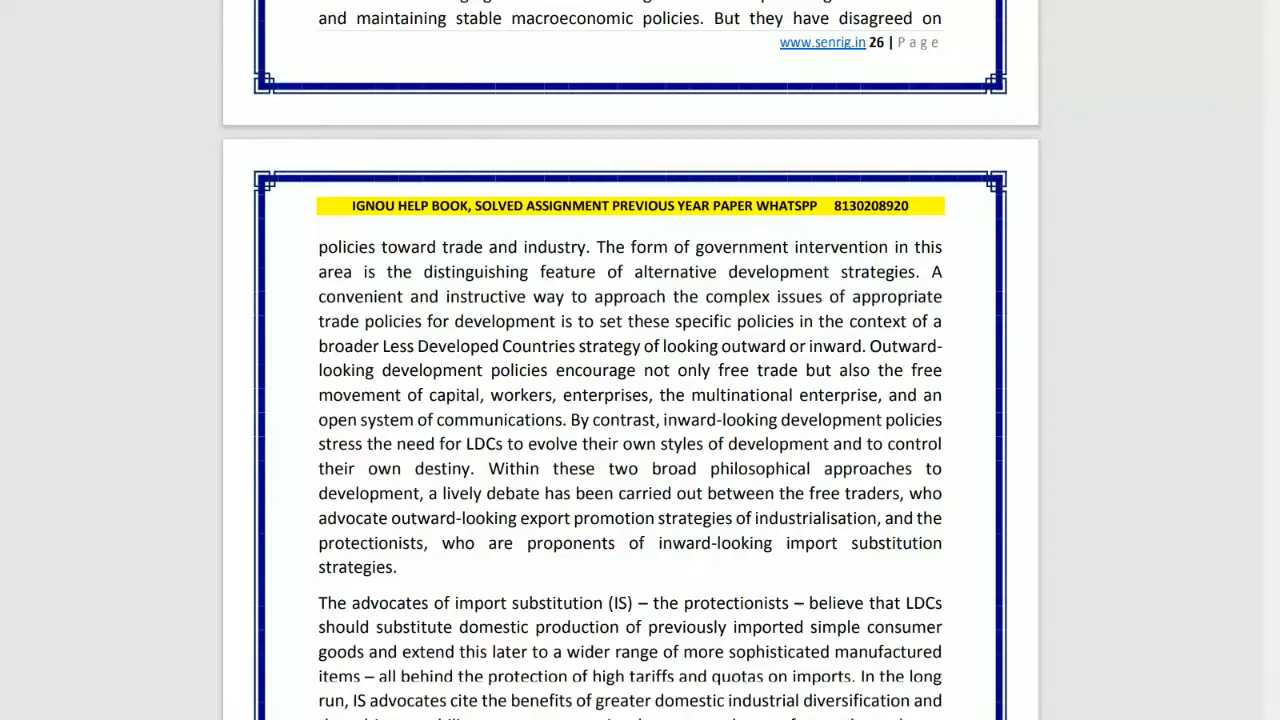 and maintaining stable macroeconomic policies. But they have disagreed on
www.senrig.in 26 | Page
IGNOU HELP BOOK, SOLVED ASSIGNMENT PREVIOUS YEAR PAPER WHATSPP 8130208920
policies toward trade and industry. The form of government intervention in this
area is the distinguishing feature of alternative development strategies. A
convenient and instructive way to approach the complex issues of appropriate
trade policies for development is to set these specific policies in the context of a
broader Less Developed Countries strategy of looking outward or inward. Outward-
looking development policies encourage not only free trade but also the free
movement of capital, workers, enterprises, the multinational enterprise, and an
open system of communications. By contrast, inward-looking development policies
stress the need for LDCs to evolve their own styles of development and to control
their own destiny. Within these two broad philosophical approaches to
development, a lively debate has been carried out between the free traders, who
advocate outward-looking export promotion strategies of industrialisation, and the
protectionists, who are proponents of inward-looking import substitution
strategies.
The advocates of import substitution (IS) – the protectionists – believe that LDCs
should substitute domestic production of previously imported simple consumer
goods and extend this later to a wider range of more sophisticated manufactured
items – all behind the protection of high tariffs and quotas on imports. In the long
run, IS advocates cite the benefits of greater domestic industrial diversification and